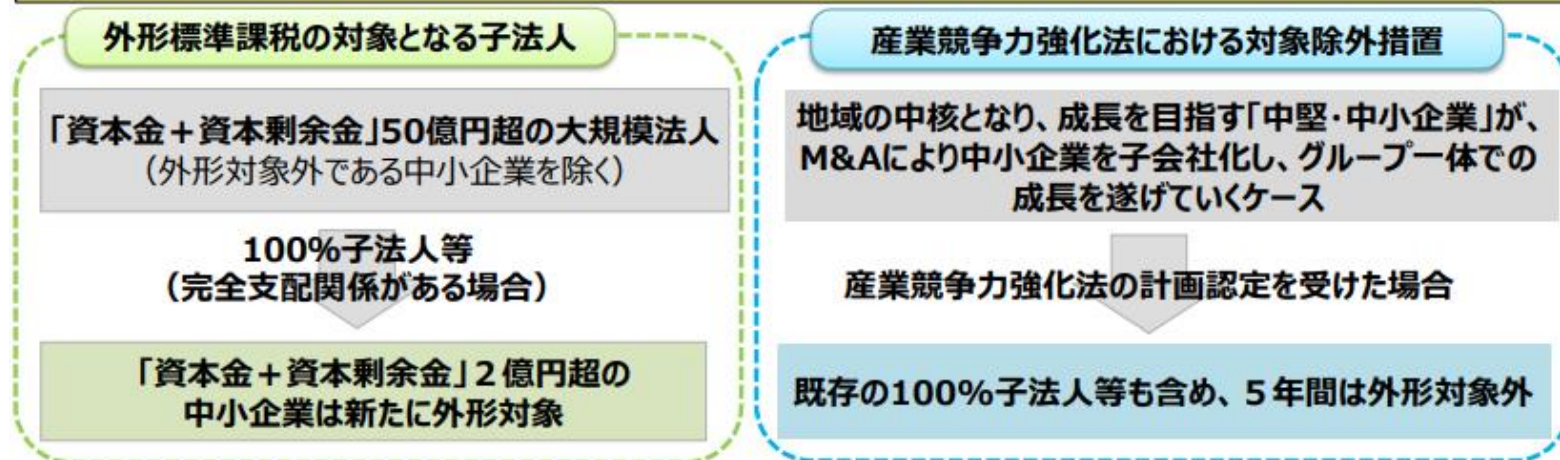 外形標準課税の対象となる子法人
「資本金＋資本剰余金」50億円超の大規模法人
（外形対象外である中小企業を除く）
100%子法人等
（完全支配関係がある場合）
「資本金＋資本剰余金」２億円超の
中小企業は新たに外形対象
産業競争力強化法における対象除外措置
地域の中核となり、成長を目指す「中堅・中小企業」が、
M&Aにより中小企業を子会社化し、グループ一体での
成長を遂げていくケース
産業競争力強化法の計画認定を受けた場合
既存の100%子法人等も含め、５年間は外形対象外